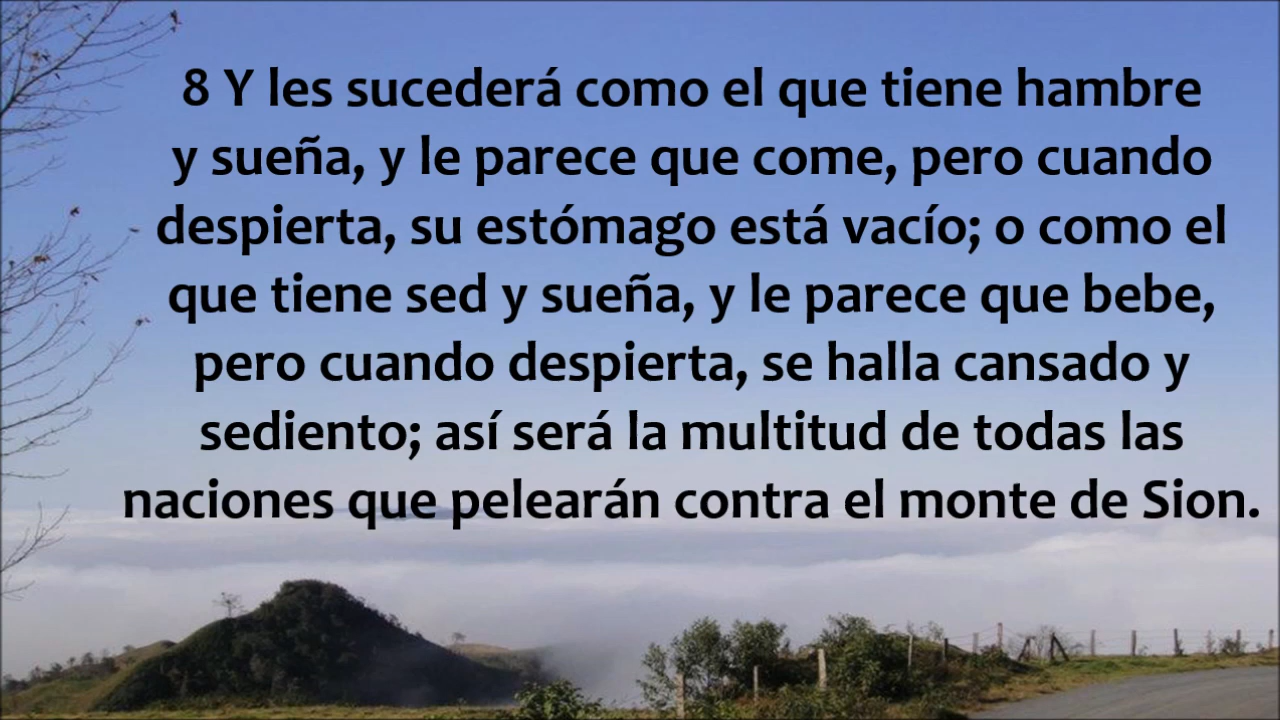 8 Y les sucederá como el que tiene hambre
y sueña, y le parece que come, pero cuando
despierta, su estómago está vacío; o como el
que tiene sed y sueña, y le parece que bebe,
pero cuando despierta, se halla cansado y
sediento; así será la multitud de todas las
naciones que pelearán contra el monte de Sion.